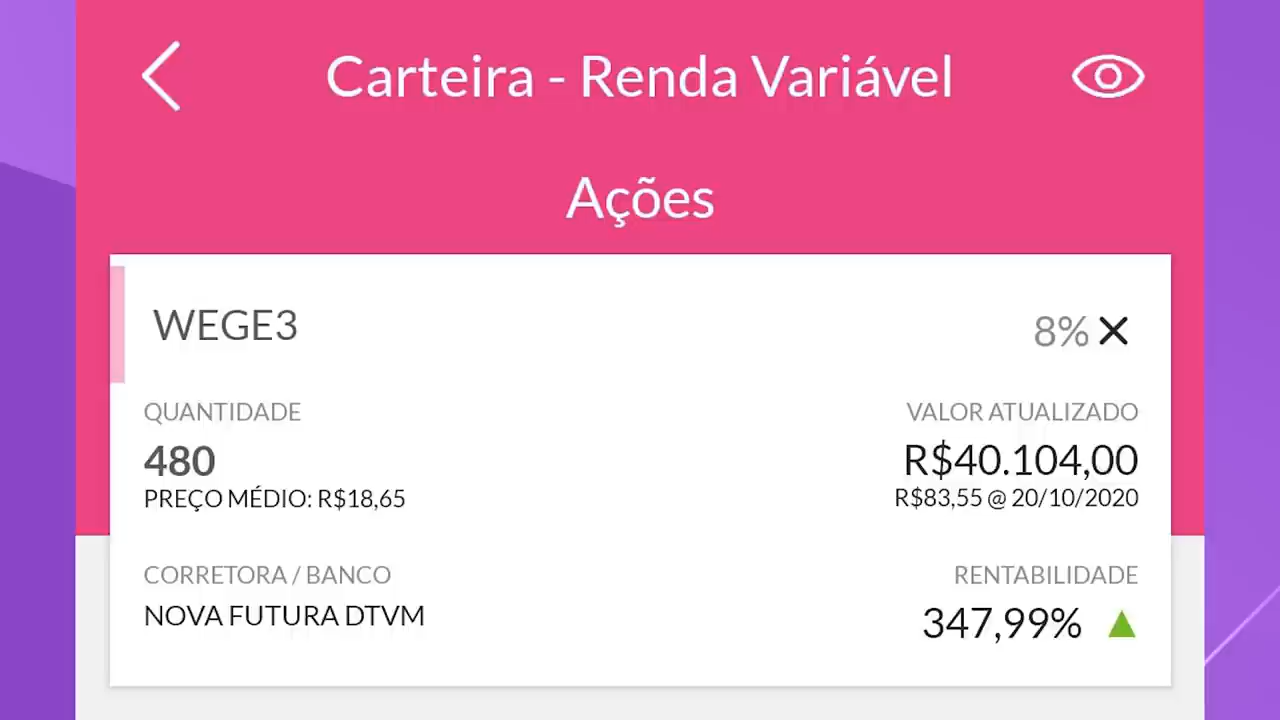 Carteira - Renda Variável
Ações
WEGE3
8%
QUANTIDADE
480
PREÇO MÉDIO: R$18,65
VALOR ATUALIZADO
R$40.104,00
R$83,55 @ 20/10/2020
CORRETORA / BANCO
NOVA FUTURA DTVM
RENTABILIDADE
347,99%